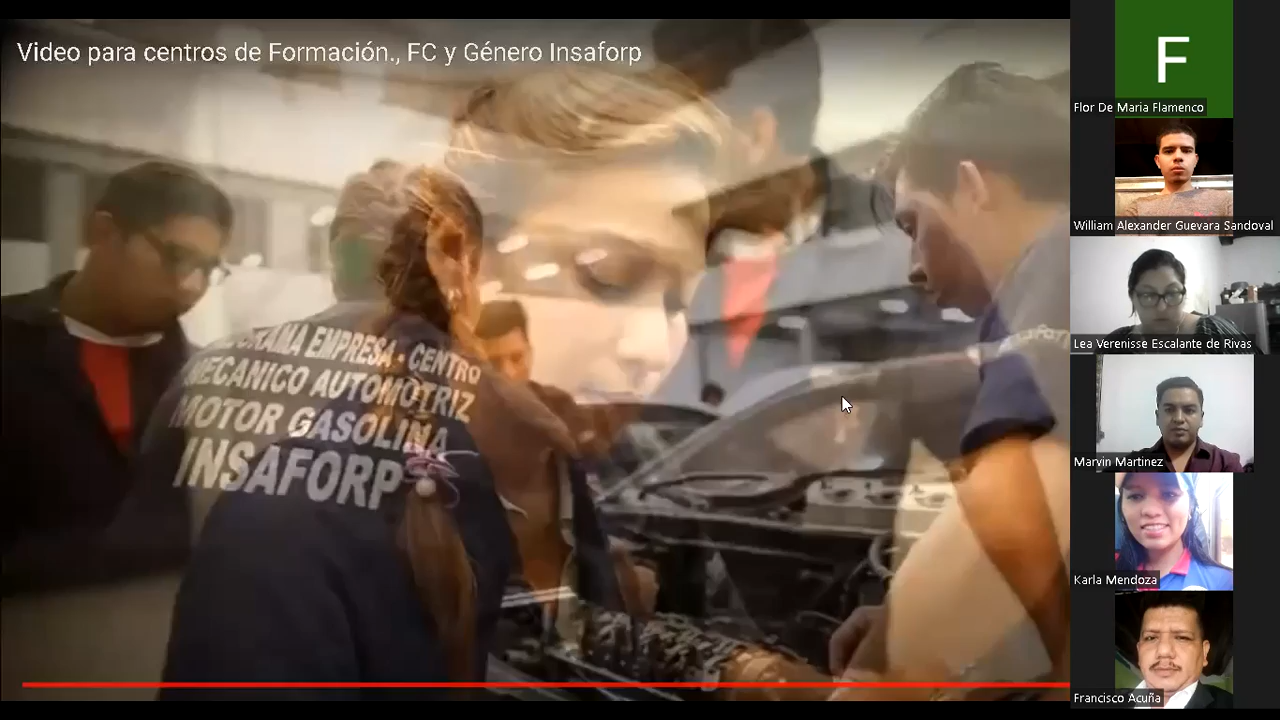 Video para centros de Formación., FC y Género Insaforp
EMPRESA - CENTRO
MECANICO AUTOMOTRIZ
MOTOR GASOLINA
INSAFORP
F
Flor De Maria Flamenco
William Alexander Guevara Sandoval
Lea Verenisse Escalante de Rivas
Marvin Martinez
Karla Mendoza
Francisco Acuña